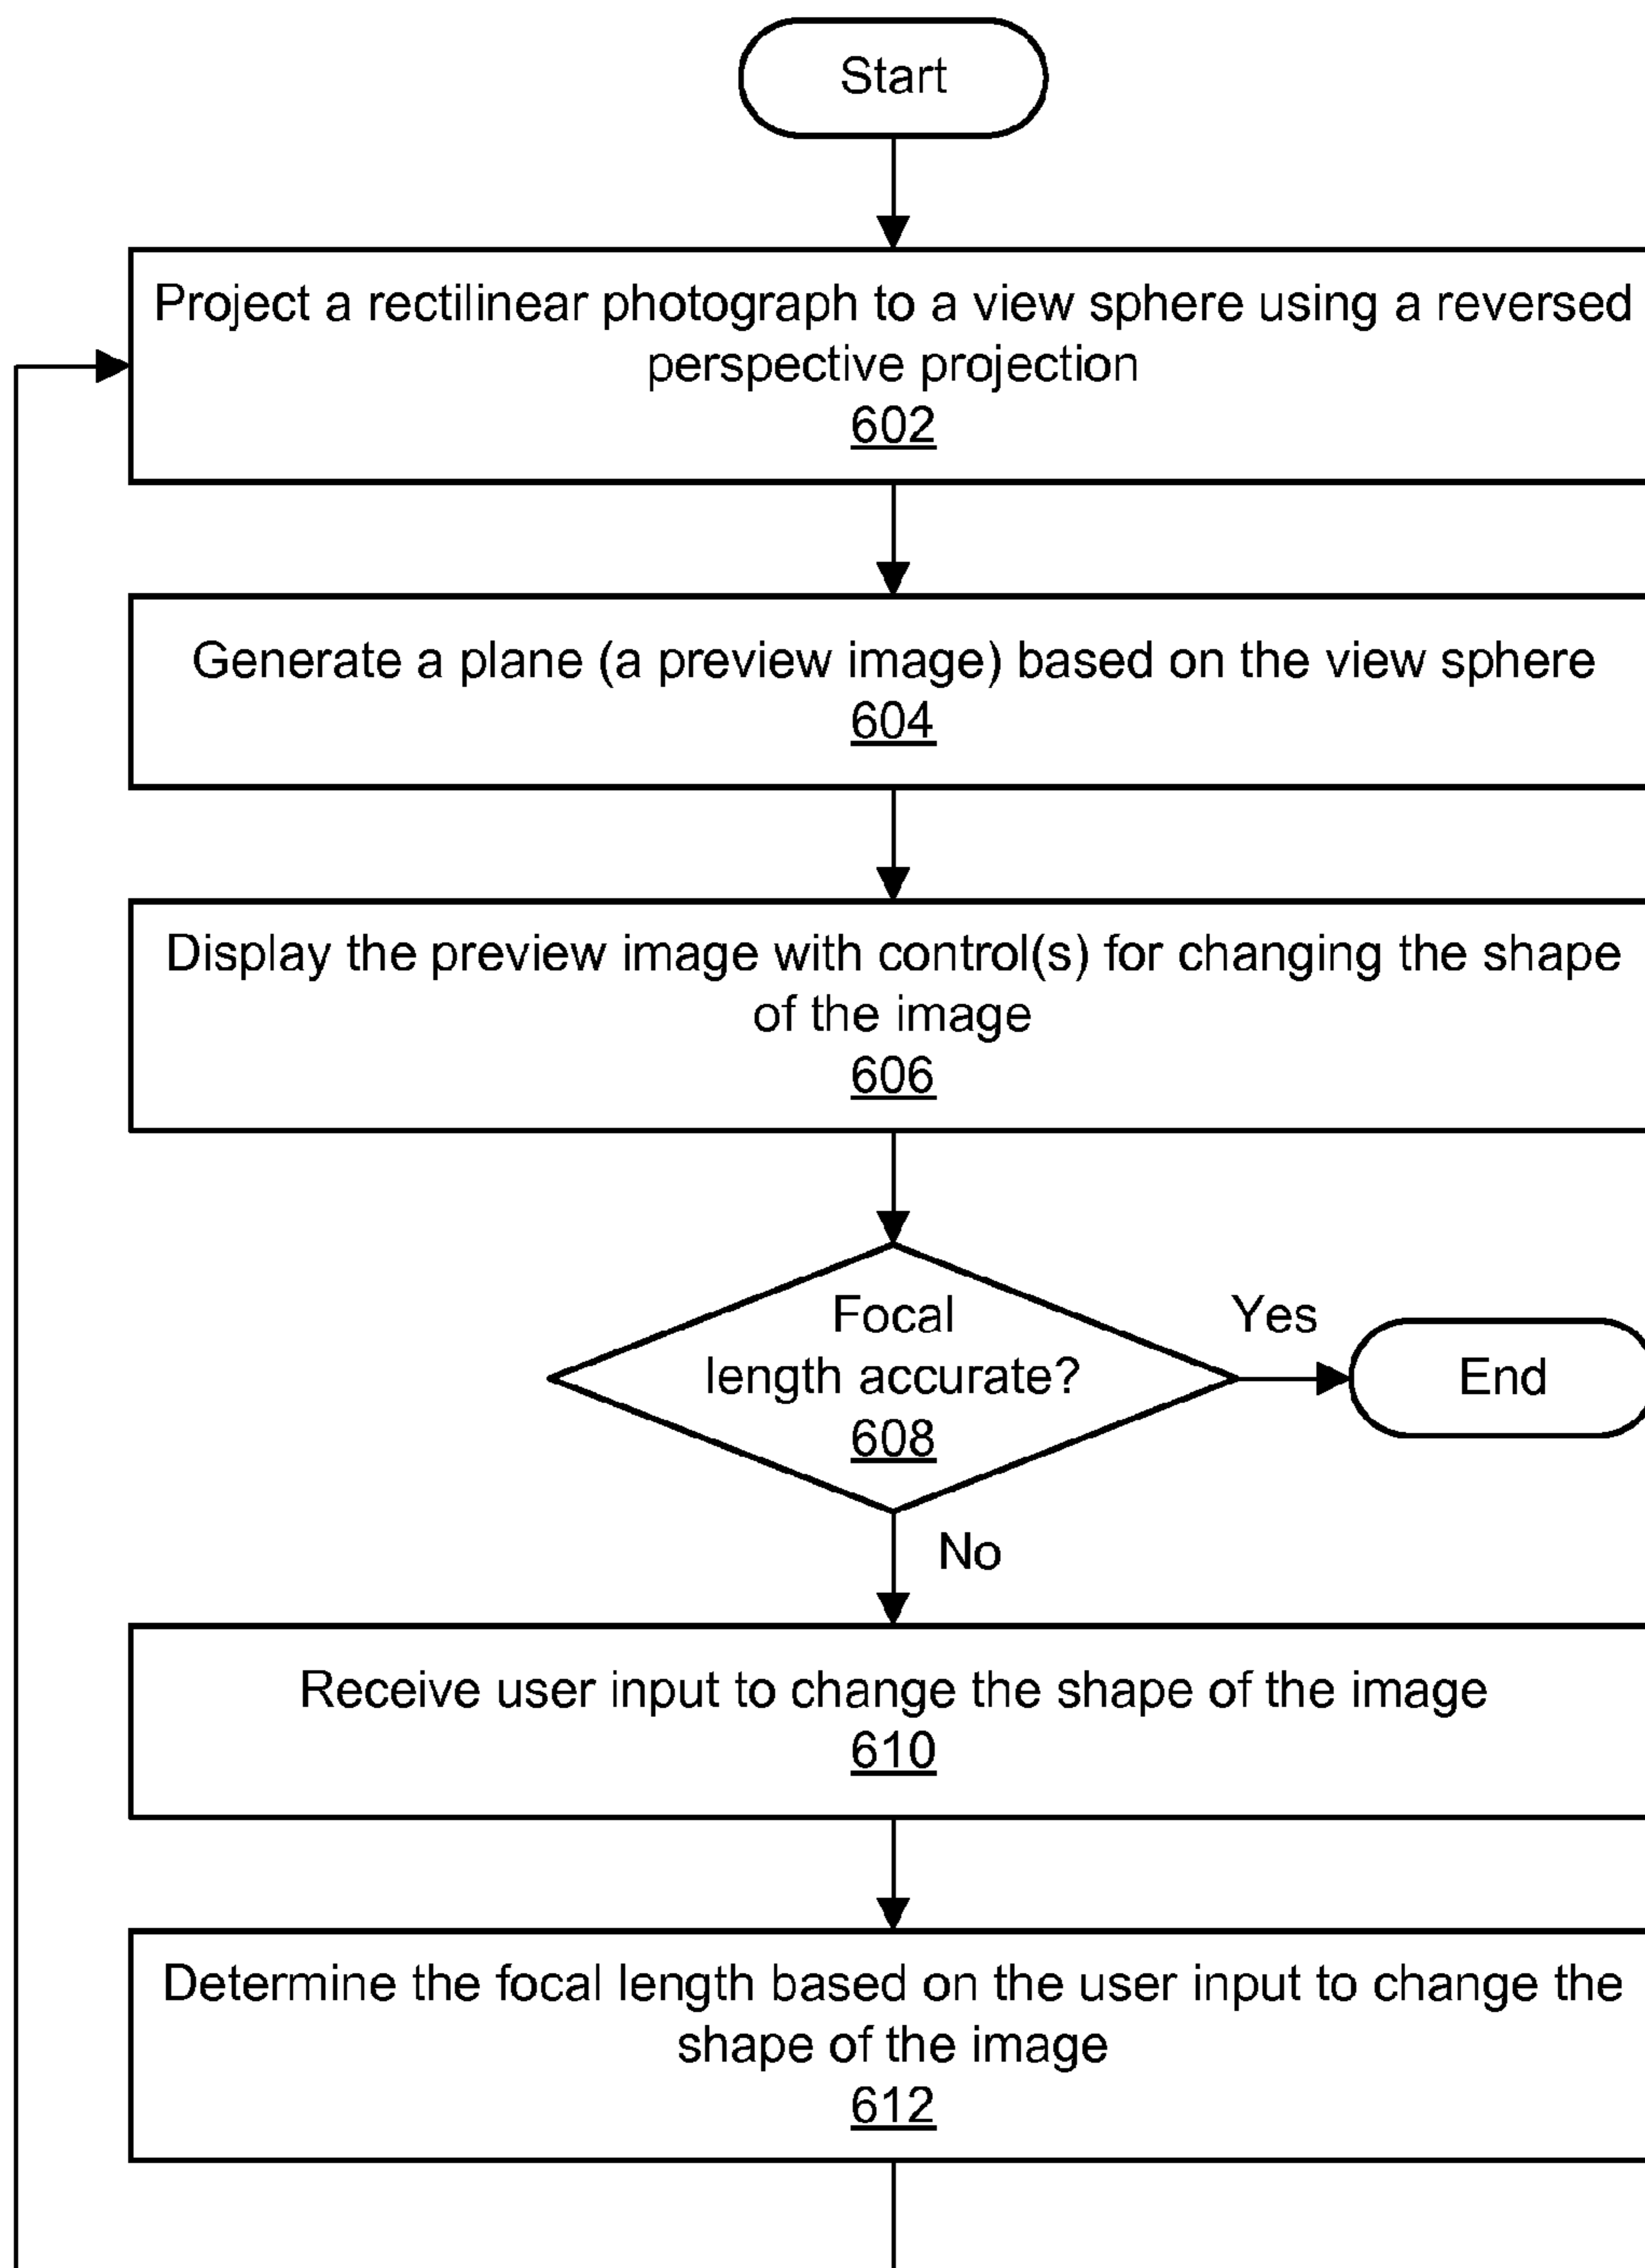 Start
Project a rectilinear photograph to a view sphere using a reversed
perspective projection
602
Generate a plane (a preview image) based on the view sphere
604
Display the preview image with control(s) for changing the shape
of the image
606
Focal
length accurate?
608
Yes
End
No
Receive user input to change the shape of the image
610
Determine the focal length based on the user input to change the
shape of the image
612